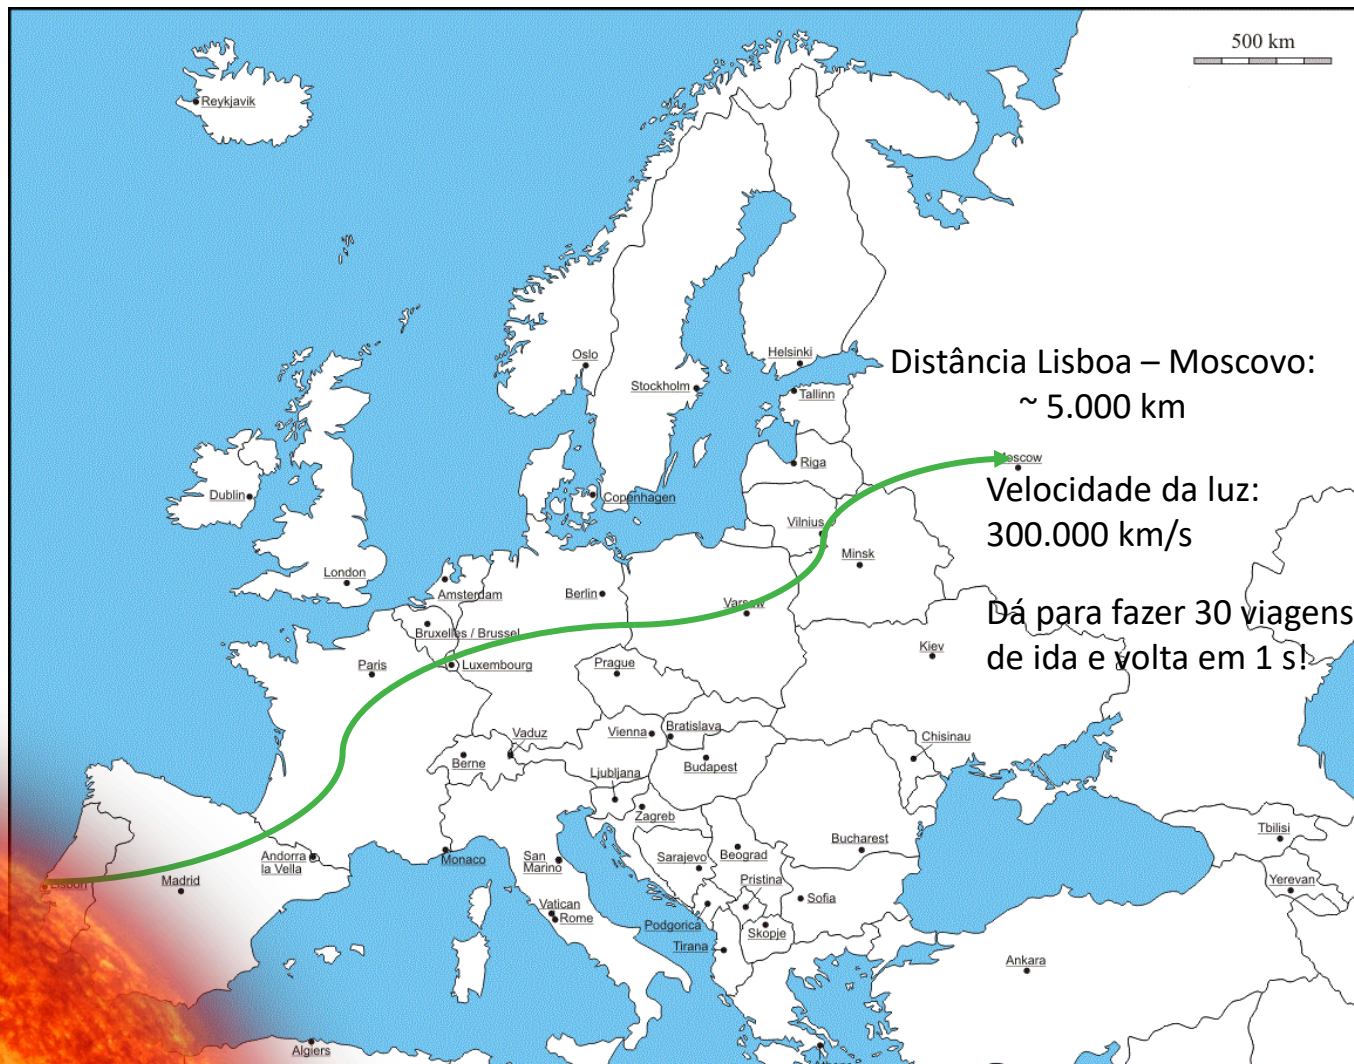 500 km
Reykjavik
Oslo
Helsinki
Stockholm
Tallinn
Distância Lisboa – Moscovo:
~ 5.000 km
Riga
Moscow
Dublin
Copenhagen
Velocidade da luz:
300.000 km/s
Vilnius
Minsk
London
Amsterdam
Berlin
Varsaw
Dá para fazer 30 viagens
de ida e volta em 1 s!
Bruxelles / Brussel
Paris
Luxembourg
Prague
Kiev
Vaduz
Vienna
Bratislava
Berne
Budapest
Chisinau
Ljubljana
Zagreb
Tbilisi
Bucharest
Andorra
la Vella
Monaco
San
Marino
Sarajevo
Beograd
Lisbon
Madrid
Pristina
Yerevan
Sofia
Vatican
Rome
Podgorica
Skopje
Tirana
Ankara
Algiers